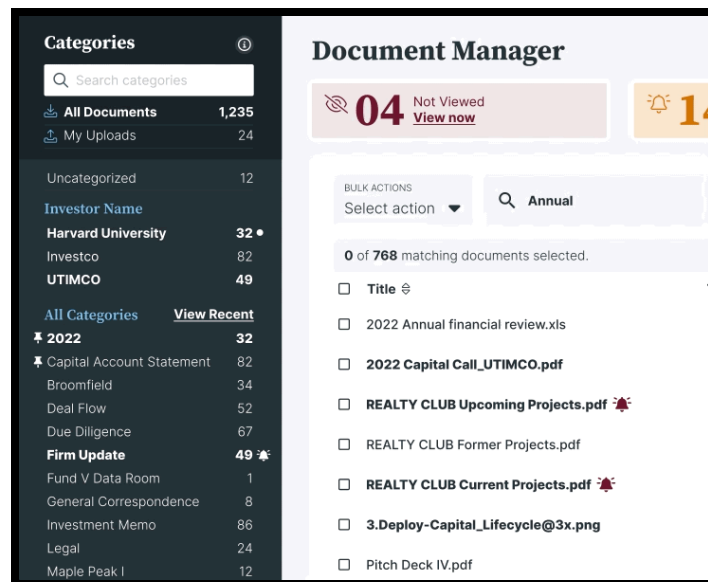 Categories
Search categories
All Documents 1,235
My Uploads 24
Uncategorized 12
Investor Name
Harvard University 32
Investco 82
UTIMCO 49
All Categories View Recent
2022 32
Capital Account Statement 82
Broomfield 34
Deal Flow 52
Due Diligence 67
Firm Update 49
Fund V Data Room 1
General Correspondence 8
Investment Memo 86
Legal 24
Maple Peak I 12
Document Manager
04 Not Viewed
View now
BULK ACTIONS
Select action
Annual
0 of 768 matching documents selected.
Title
2022 Annual financial review.xls
2022 Capital Call_UTIMCO.pdf
REALTY CLUB Upcoming Projects.pdf
REALTY CLUB Former Projects.pdf
REALTY CLUB Current Projects.pdf
3.Deploy-Capital_Lifecycle@3x.png
Pitch Deck IV.pdf